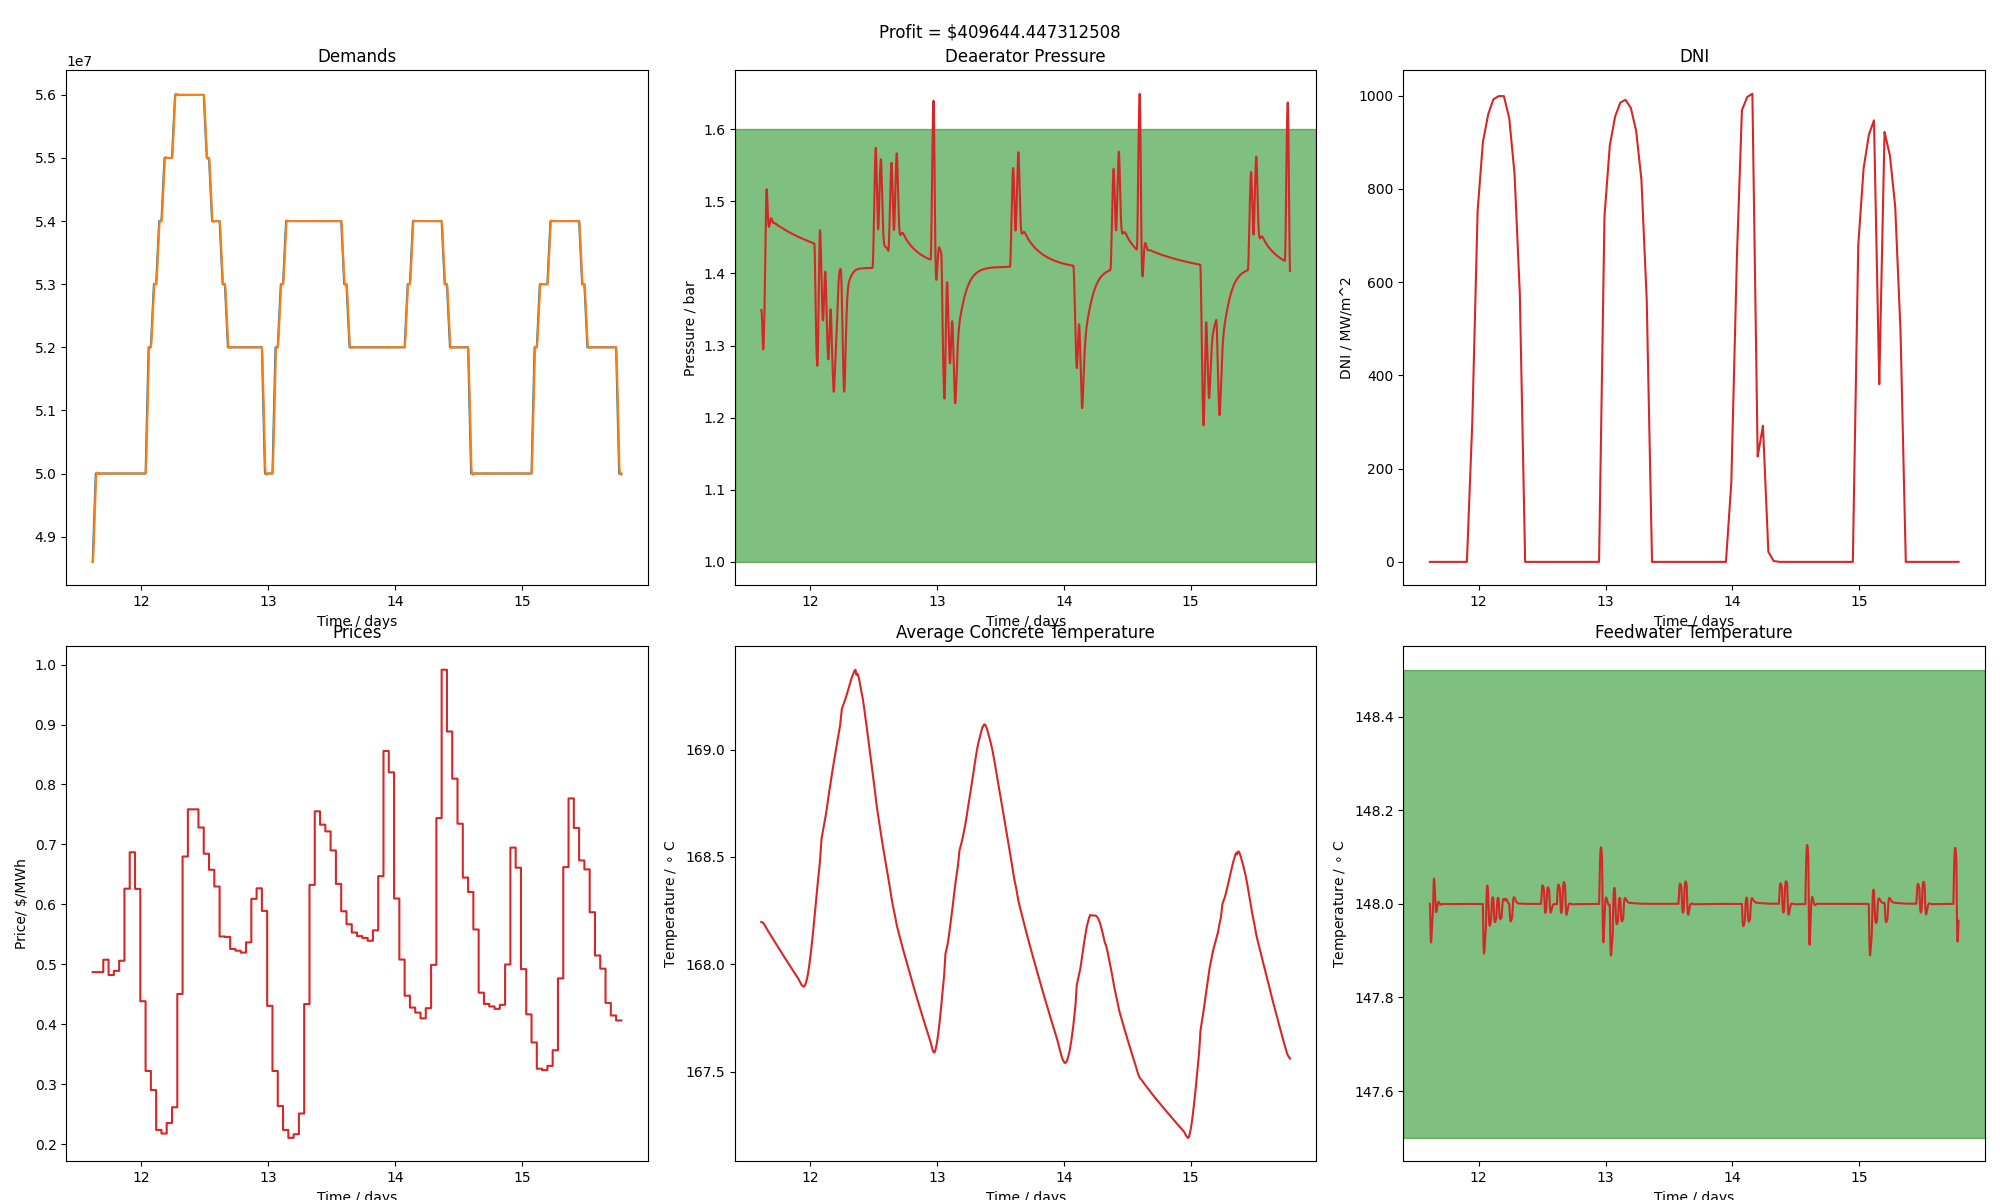 Profit = $409644.447312508
Demands
1e7
5.6
5.5
5.4
5.3
5.2
5.1
5.0
4.9
12 13 14 15
Time / days
Deaerator Pressure
Pressure / bar
1.6
1.5
1.4
1.3
1.2
1.1
1.0
12 13 14 15
Time / days
DNI
DNI / MW/m^2
1000
800
600
400
200
0
12 13 14 15
Time / days
Prices
Price/ $/MWh
1.0
0.9
0.8
0.7
0.6
0.5
0.4
0.3
0.2
12 13 14 15
Time / days
Average Concrete Temperature
Temperature / ∘ C
169.0
168.5
168.0
167.5
12 13 14 15
Time / days
Feedwater Temperature
Temperature / ∘ C
148.4
148.2
148.0
147.8
147.6
12 13 14 15
Time / days